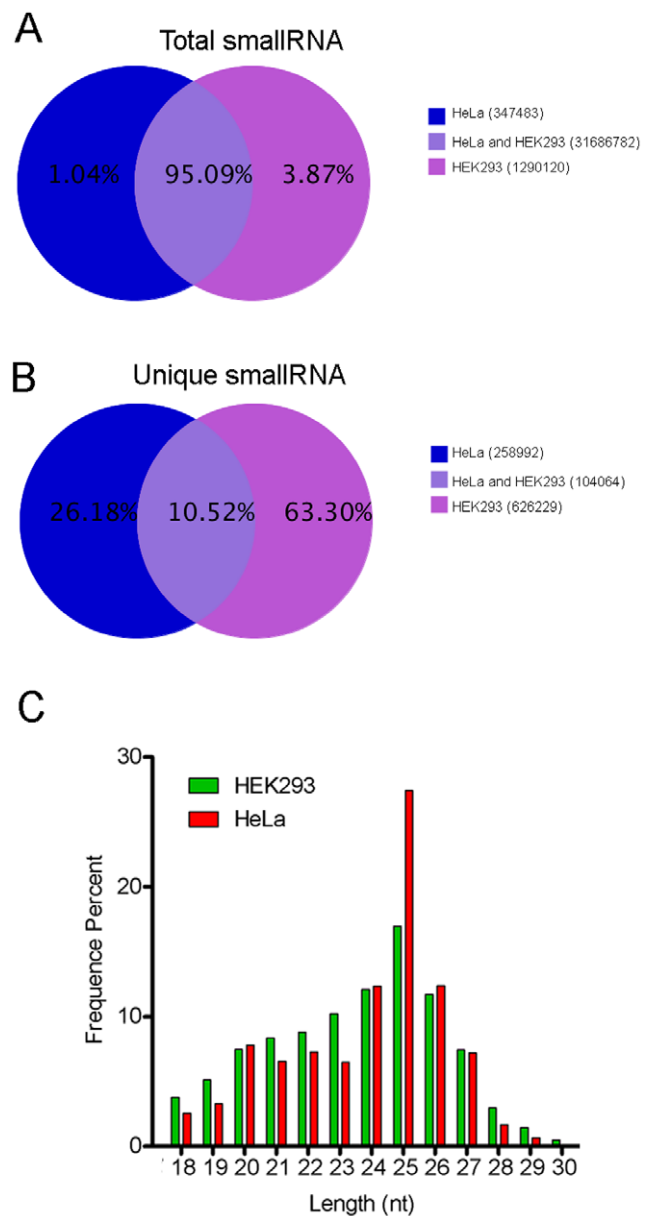 A
Total smallRNA
1.04%
95.09%
3.87%
HeLa (347483)
HeLa and HEK293 (31686782)
HEK293 (1290120)
B
Unique smallRNA
26.18%
10.52%
63.30%
HeLa (258992)
HeLa and HEK293 (104064)
HEK293 (626229)
C
HEK293
HeLa
Frequence Percent
30
20
10
0
18 19 20 21 22 23 24 25 26 27 28 29 30
Length (nt)